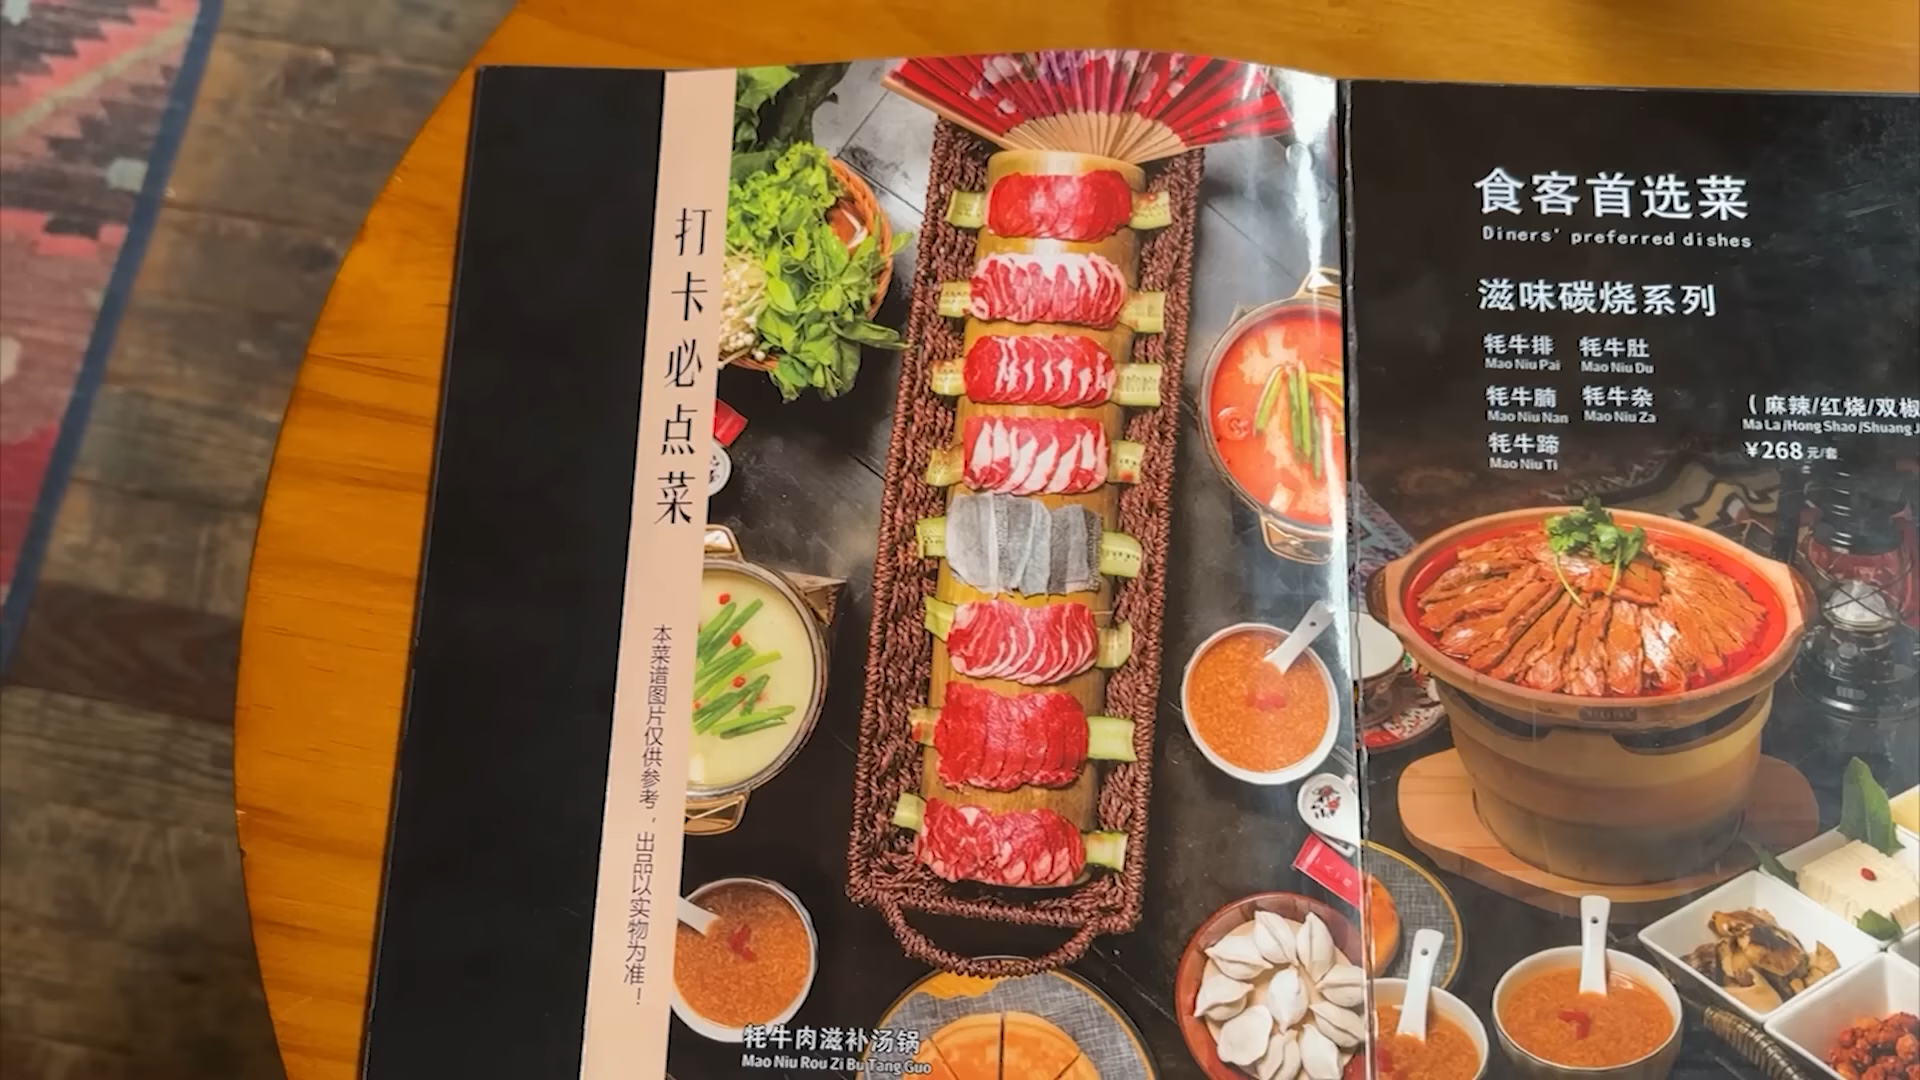 打卡必点菜
本菜谱图片仅供参考，出品以实物为准！
牦牛肉滋补汤锅
Mao Niu Rou Zi Bu Tang Guo
食客首选菜
Diners' preferred dishes
滋味碳烧系列
牦牛排 牦牛肚
Mao Niu Pai Mao Niu Du
牦牛腩 牦牛杂
Mao Niu Nan Mao Niu Za
牦牛蹄
Mao Niu Ti
（麻辣/红烧/双椒
Ma La /Hong Shao /Shuang J
¥268元/套